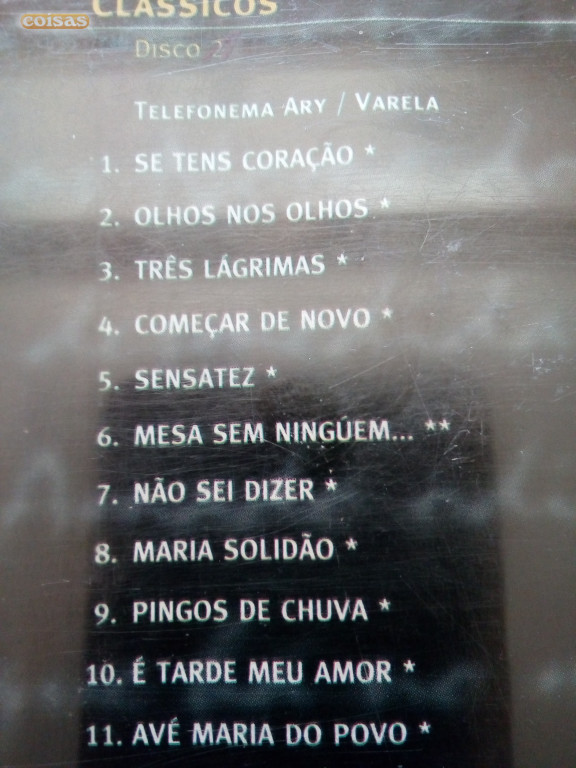 coisas
CLÁSSICOS
Disco 2
TELEFONEMA ARY / VARELA
1. SE TENS CORAÇÃO *
2. OLHOS NOS OLHOS *
3. TRÊS LÁGRIMAS *
4. COMEÇAR DE NOVO *
5. SENSATEZ *
6. MESA SEM NINGÚEM... **
7. NÃO SEI DIZER *
8. MARIA SOLIDÃO *
9. PINGOS DE CHUVA *
10. É TARDE MEU AMOR *
11. AVÉ MARIA DO POVO *